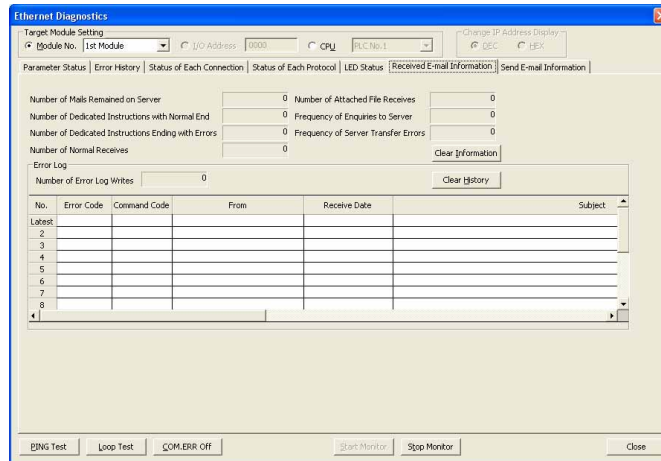 Ethernet Diagnostics
Target Module Setting
Module No. 1st Module I/O Address 0000 CPU PLC No.1
Change IP Address Display
DEC HEX
Parameter Status Error History Status of Each Connection Status of Each Protocol LED Status Received E-mail Information Send E-mail Information
Number of Mails Remained on Server 0 Number of Attached File Receives 0
Number of Dedicated Instructions with Normal End 0 Frequency of Enquiries to Server 0
Number of Dedicated Instructions Ending with Errors 0 Frequency of Server Transfer Errors 0
Number of Normal Receives 0 Clear Information
Error Log
Number of Error Log Writes 0 Clear History
No. Error Code Command Code From Receive Date Subject
Latest
2
3
4
5
6
7
8
PING Test Loop Test COM.ERR Off Start Monitor Stop Monitor Close